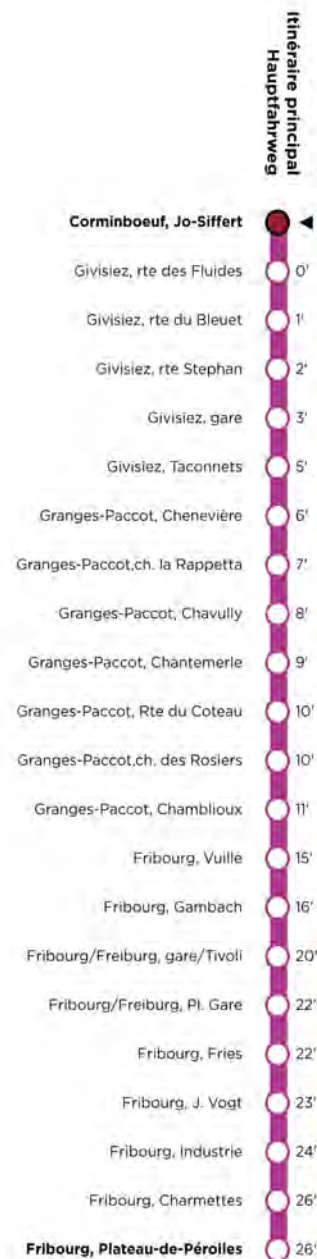 Itinéraire principal
Hauptfahrweg
Corminboeuf, Jo-Siffert
Givisiez, rte des Fluides 0'
Givisiez, rte du Bleuet 1'
Givisiez, rte Stephan 2'
Givisiez, gare 3'
Givisiez, Taconnets 5'
Granges-Paccot, Chenevière 6'
Granges-Paccot,ch. la Rappetta 7'
Granges-Paccot, Chavully 8'
Granges-Paccot, Chantemerle 9'
Granges-Paccot, Rte du Coteau 10'
Granges-Paccot,ch. des Rosiers 10'
Granges-Paccot, Chamblioux 11'
Fribourg, Vuille 15'
Fribourg, Gambach 16'
Fribourg/Freiburg, gare/Tivoli 20'
Fribourg/Freiburg, Pl. Gare 22'
Fribourg, Fries 22'
Fribourg, J. Vogt 23'
Fribourg, Industrie 24'
Fribourg, Charmettes 26'
Fribourg, Plateau-de-Pérolles 26'